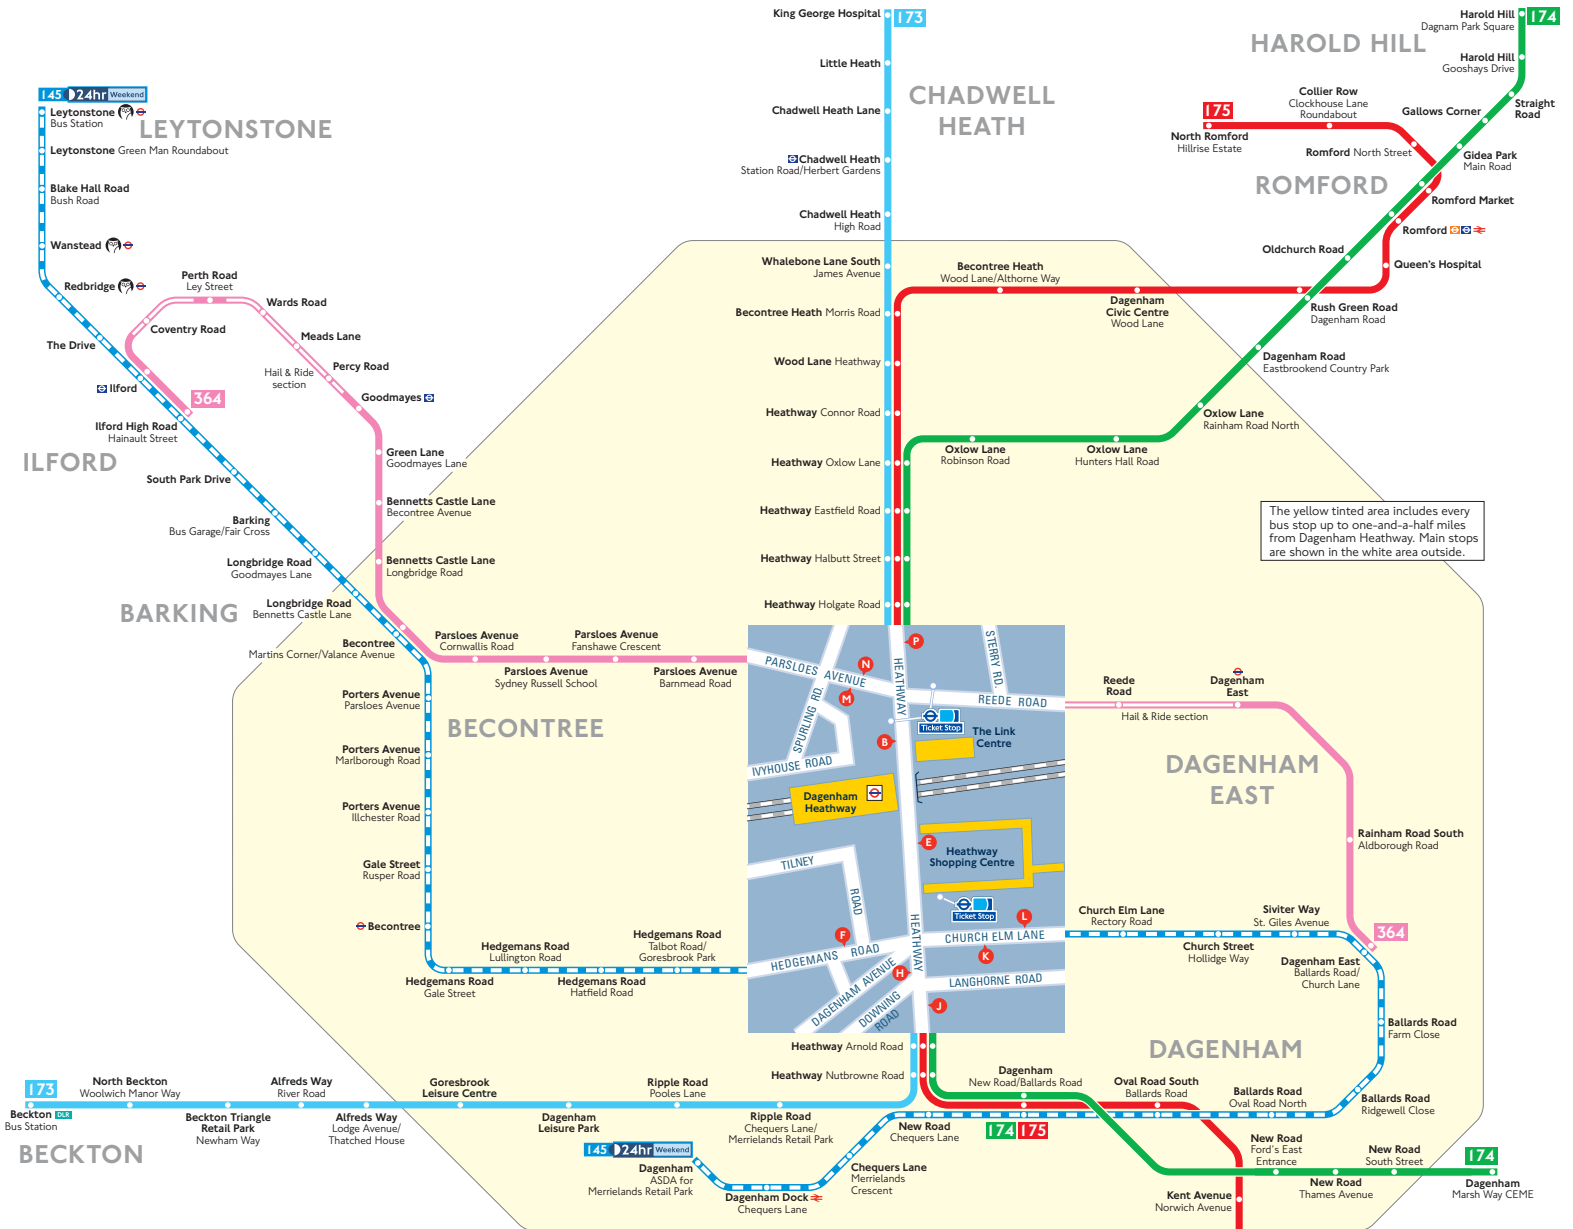 King George Hospital
173
Little Heath
Chadwell Heath Lane
Chadwell Heath
Station Road/Herbert Gardens
Chadwell Heath
High Road
Whalebone Lane South
James Avenue
Becontree Heath Morris Road
Wood Lane Heathway
Heathway Connor Road
Heathway Oxlow Lane
Heathway Eastfield Road
Heathway Halbutt Street
Heathway Holgate Road
CHADWELL
HEATH
HAROLD HILL
Harold Hill
Dagnam Park Square
174
Harold Hill
Gooshays Drive
Straight
Road
Gallows Corner
Gidea Park
Main Road
Collier Row
Clockhouse Lane
Roundabout
175
North Romford
Hillrise Estate
Romford North Street
ROMFORD
Romford Market
Romford
Oldchurch Road
Queen's Hospital
Becontree Heath
Wood Lane/Althorne Way
Dagenham
Civic Centre
Wood Lane
Rush Green Road
Dagenham Road
Dagenham Road
Eastbrookend Country Park
Oxlow Lane
Rainham Road North
Oxlow Lane
Robinson Road
Oxlow Lane
Hunters Hall Road
The yellow tinted area includes every
bus stop up to one-and-a-half miles
from Dagenham Heathway. Main stops
are shown in the white area outside.
145 24hr Weekend
Leytonstone
Bus Station
LEYTONSTONE
Leytonstone Green Man Roundabout
Blake Hall Road
Bush Road
Wanstead
Redbridge
The Drive
Ilford
Ilford High Road
Hainault Street
ILFORD
South Park Drive
Barking
Bus Garage/Fair Cross
Longbridge Road
Goodmayes Lane
BARKING
Longbridge Road
Bennetts Castle Lane
Becontree
Martins Corner/Valance Avenue
Perth Road
Ley Street
Wards Road
Coventry Road
Meads Lane
Hail & Ride
section
Percy Road
Goodmayes
364
Green Lane
Goodmayes Lane
Bennetts Castle Lane
Becontree Avenue
Bennetts Castle Lane
Longbridge Road
Parsloes Avenue
Cornwallis Road
Parsloes Avenue
Fanshawe Crescent
Parsloes Avenue
Sydney Russell School
Parsloes Avenue
Barnmead Road
Porters Avenue
Parsloes Avenue
BECONTREE
Porters Avenue
Marlborough Road
Porters Avenue
Illchester Road
Gale Street
Rusper Road
Becontree
Hedgemans Road
Gale Street
Hedgemans Road
Lullington Road
Hedgemans Road
Hatfield Road
Hedgemans Road
Talbot Road/
Goresbrook Park
PARSLOES AVENUE
HEATHWAY
STERRY RD.
REEDE ROAD
SPURLING RD.
IVYHOUSE ROAD
P
N
M
B
Ticket Stop
The Link
Centre
Dagenham
Heathway
E
Heathway
Shopping Centre
TILNEY
ROAD
Ticket Stop
F
L
K
H
J
HEATHWAY
CHURCH ELM LANE
HEDGEMANS ROAD
DAGENHAM AVENUE
DOWNING
ROAD
LANGHORNE ROAD
Reede
Road
Dagenham
East
Hail & Ride section
DAGENHAM
EAST
Rainham Road South
Aldborough Road
364
Church Elm Lane
Rectory Road
Church Street
Hollidge Way
Siviter Way
St. Giles Avenue
Dagenham East
Ballards Road/
Church Lane
Ballards Road
Farm Close
Ballards Road
Ridgewell Close
Ballards Road
Oval Road North
DAGENHAM
Heathway Arnold Road
Heathway Nutbrowne Road
Dagenham
New Road/Ballards Road
Oval Road South
Ballards Road
New Road
Chequers Lane
174 175
New Road
Ford's East
Entrance
New Road
Thames Avenue
New Road
South Street
174
Dagenham
Marsh Way CEME
Kent Avenue
Norwich Avenue
173
Beckton DLR
Bus Station
BECKTON
North Beckton
Woolwich Manor Way
Beckton Triangle
Retail Park
Newham Way
Alfreds Way
River Road
Alfreds Way
Lodge Avenue/
Thatched House
Goresbrook
Leisure Centre
Dagenham
Leisure Park
Ripple Road
Pooles Lane
Ripple Road
Chequers Lane/
Merrielands Retail Park
145 24hr Weekend
Dagenham
ASDA for
Merrielands Retail Park
Dagenham Dock
Chequers Lane
Chequers Lane
Merrielands
Crescent